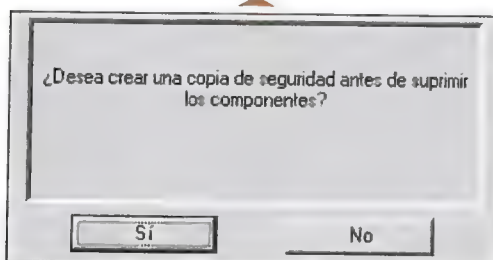 ¿Desea crear una copia de seguridad antes de suprimir
los componentes?
Sí
No